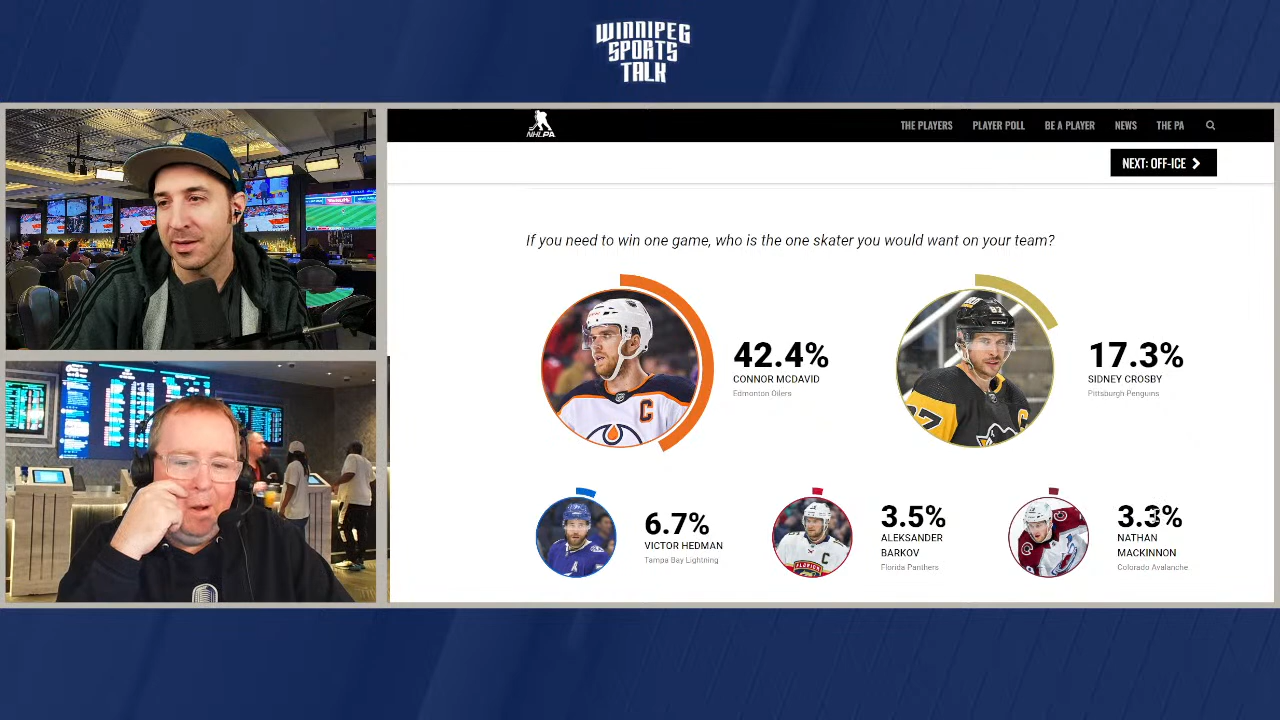 WINNIPEG
SPORTS
TALK
NHLPA
THE PLAYERS
PLAYER POLL
BE A PLAYER
NEWS
THE PA
NEXT: OFF-ICE
If you need to win one game, who is the one skater you would want on your team?
42.4%
CONNOR MCDAVID
Edmonton Oilers
17.3%
SIDNEY CROSBY
Pittsburgh Penguins
6.7%
VICTOR HEDMAN
Tampa Bay Lightning
3.5%
ALEKSANDER
BARKOV
Florida Panthers
3.3%
NATHAN
MACKINNON
Colorado Avalanche